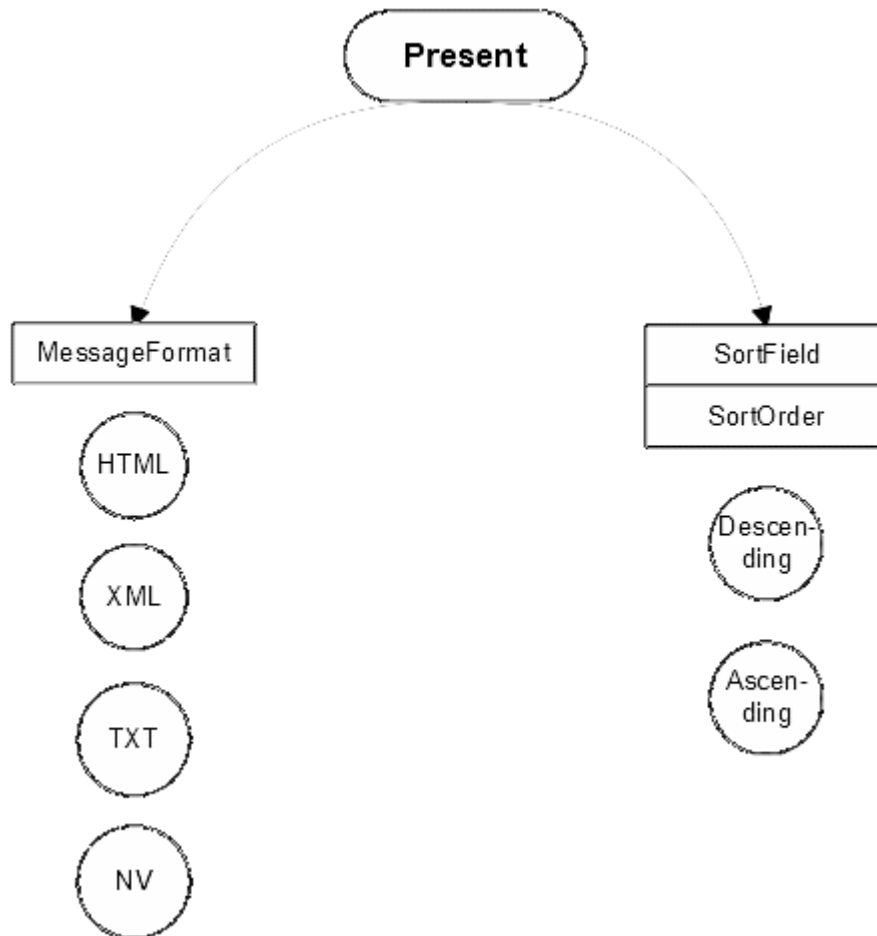 Present
MessageFormat
HTML
XML
TXT
NV
SortField
SortOrder
Descen-
ding
Ascen-
ding